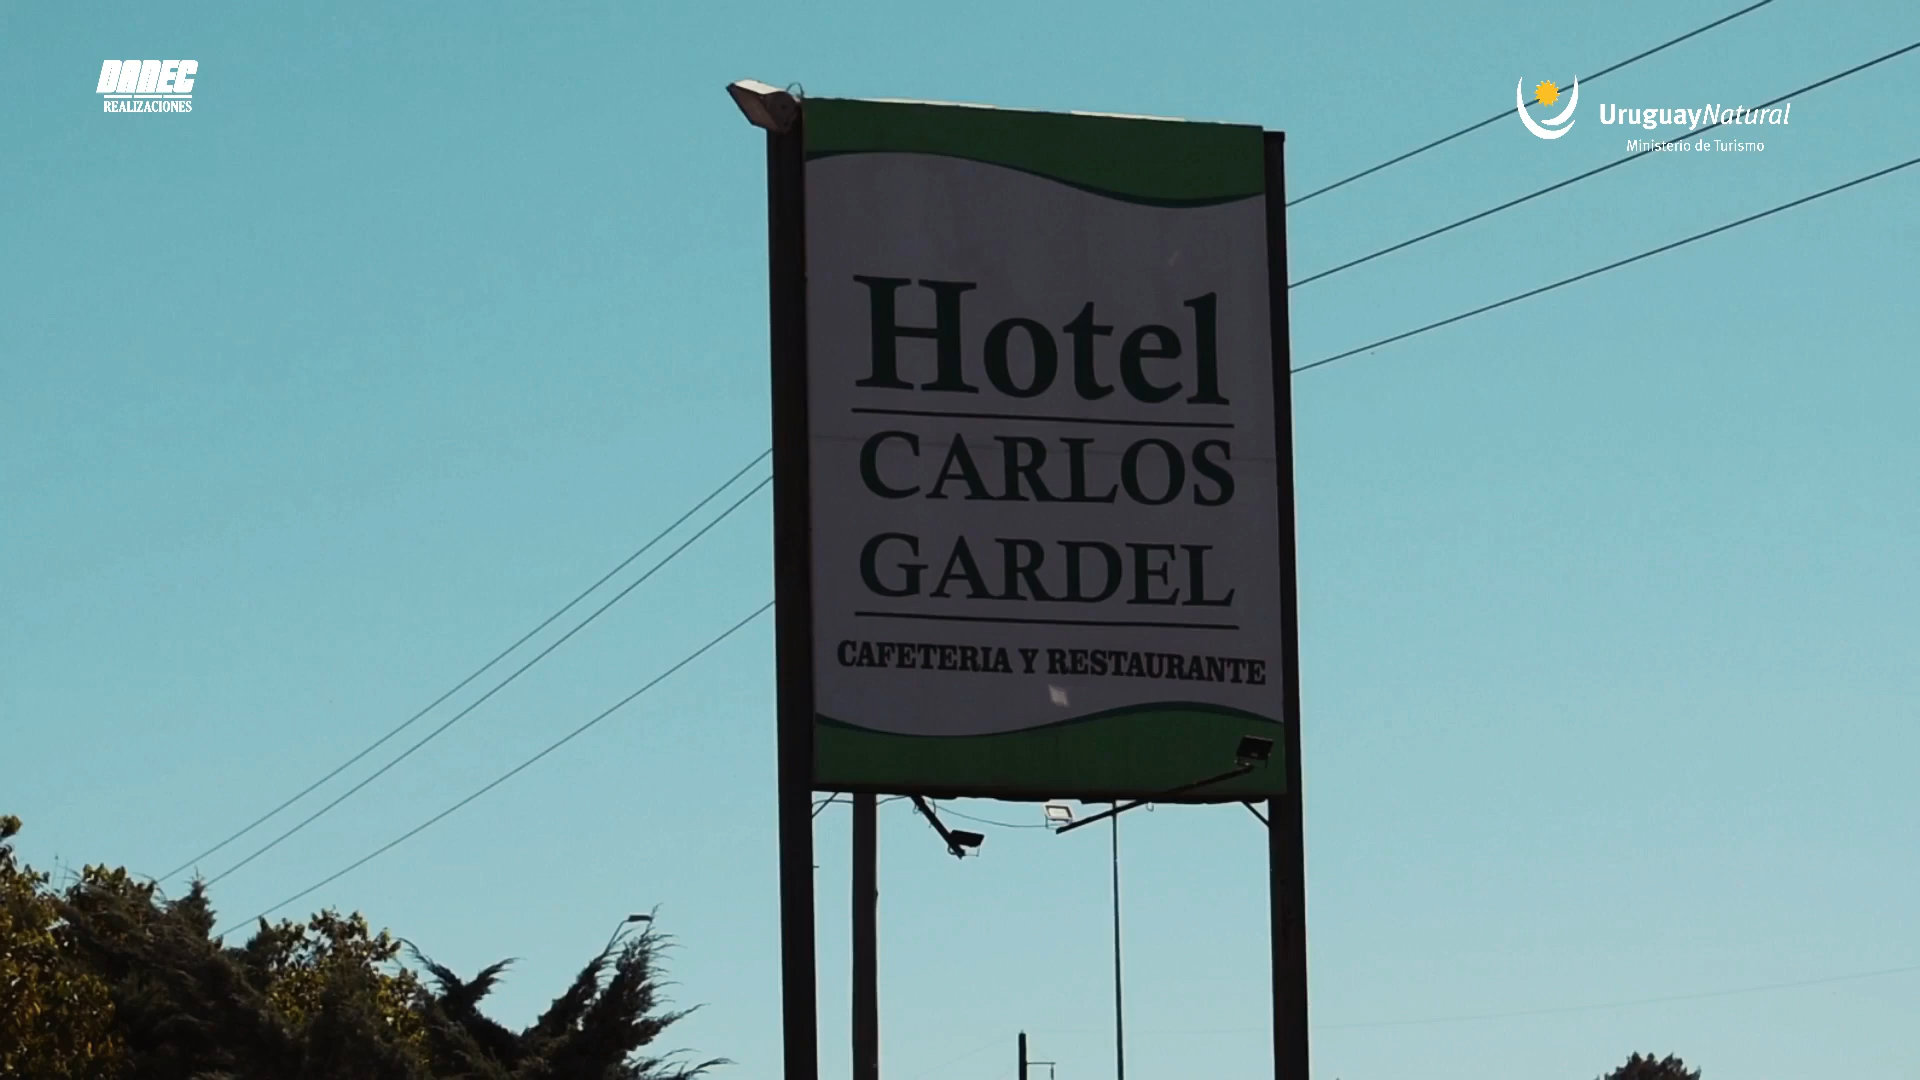 DANEC
REALIZACIONES
UruguayNatural
Ministerio de Turismo
Hotel
CARLOS
GARDEL
CAFETERIA Y RESTAURANTE